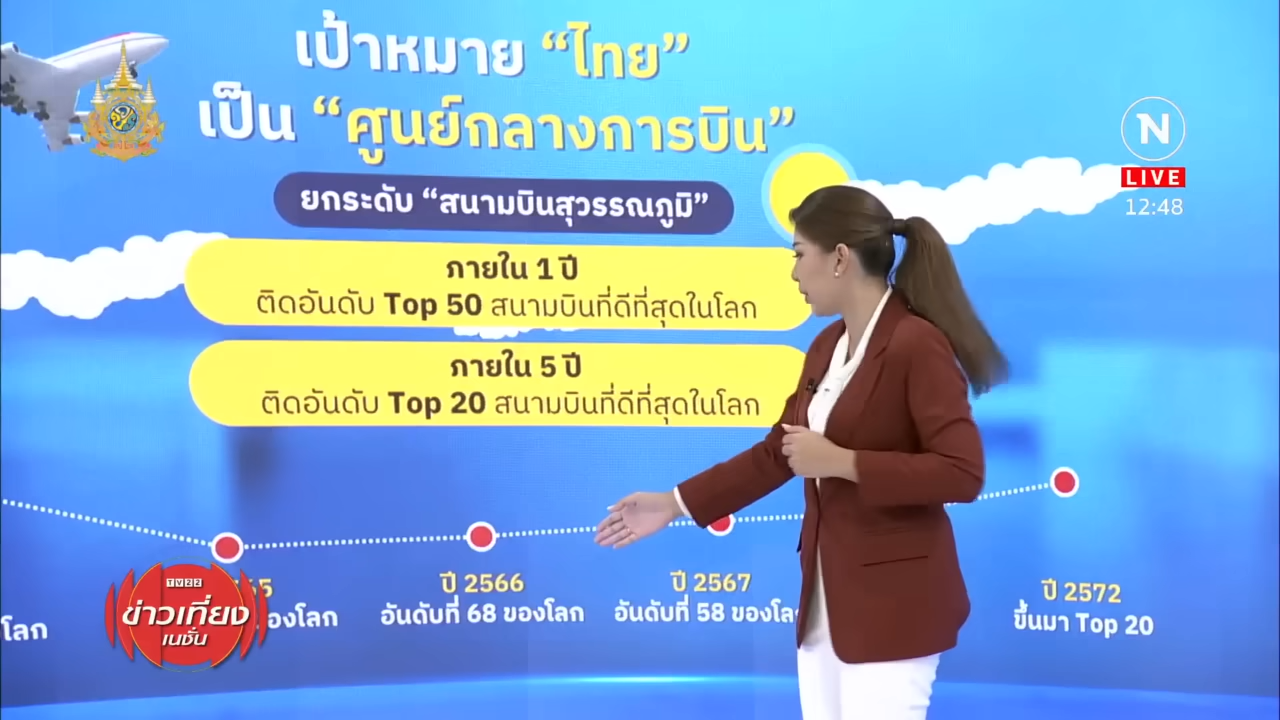 เป้าหมาย “ไทย”
เป็น “ศูนย์กลางการบิน”
ยกระดับ “สนามบินสุวรรณภูมิ”
N
LIVE
12:48
ภายใน 1 ปี
ติดอันดับ Top 50 สนามบินที่ดีที่สุดในโลก
ภายใน 5 ปี
ติดอันดับ Top 20 สนามบินที่ดีที่สุดในโลก
ปี 2566
อันดับที่ 68 ของโลก
ปี 2567
อันดับที่ 58
ปี 2572
ขึ้นมา Top 20
โลก
ของโลก
TV22
ข่าวเที่ยง
เนชั่น